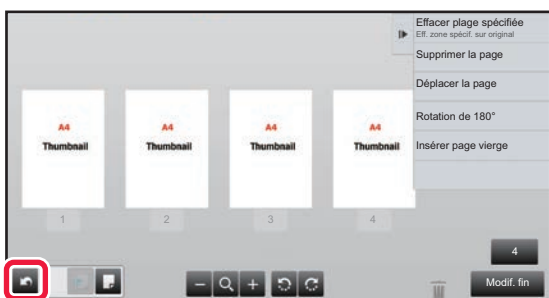 Effacer plage spécifiée
Eff. zone spécif. sur original
Supprimer la page
Déplacer la page
Rotation de 180°
Insérer page vierge
A4 A4 A4 A4
Thumbnail Thumbnail Thumbnail Thumbnail
1 2 3 4
4
Modif. fin